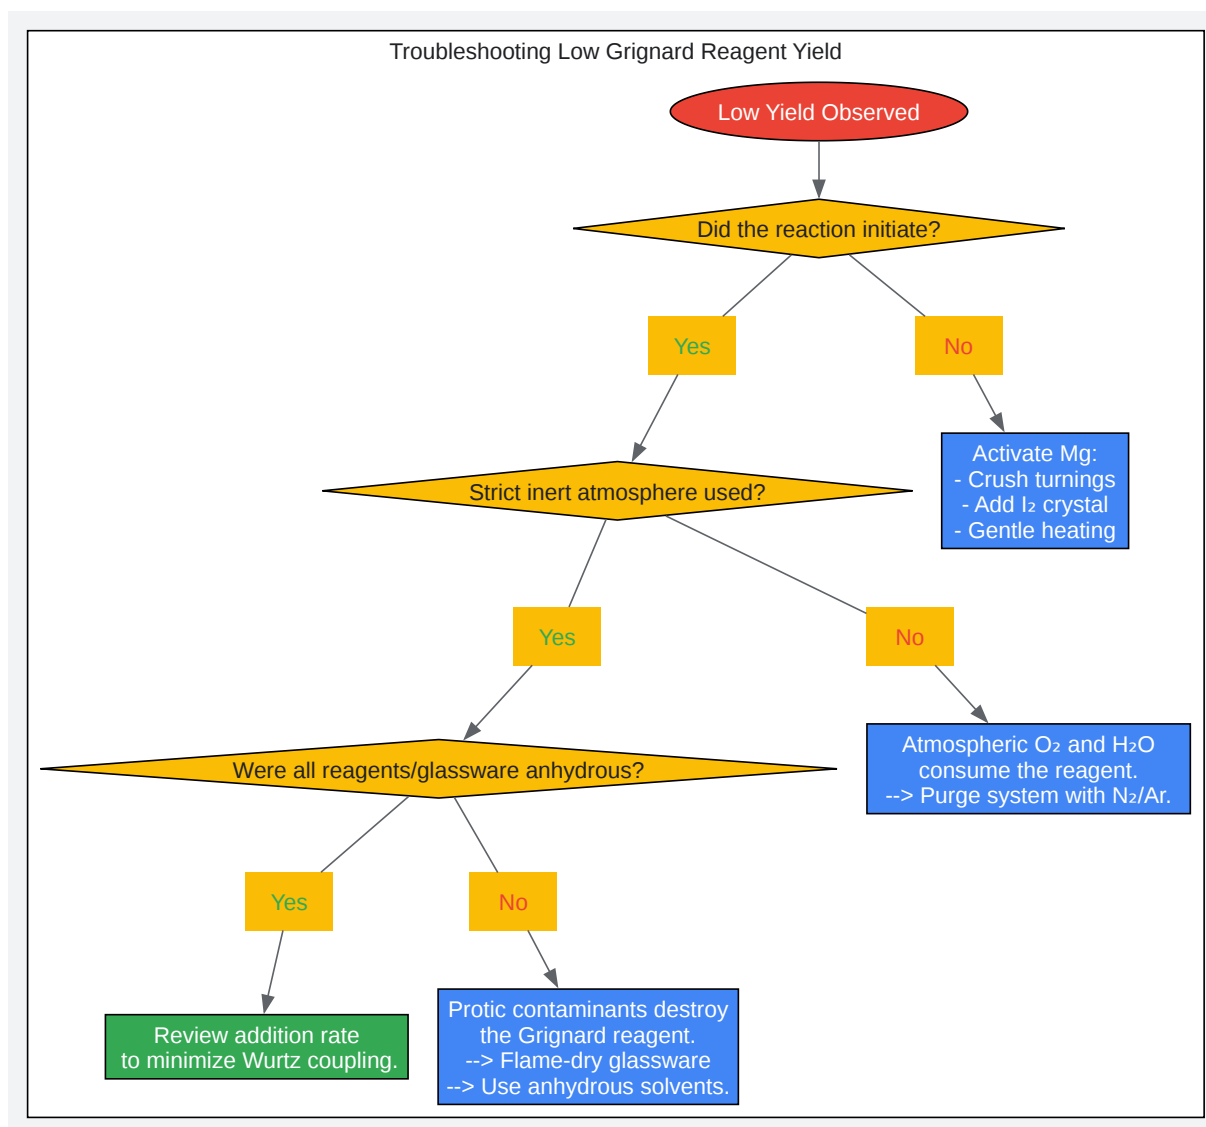 Troubleshooting Low Grignard Reagent Yield
Low Yield Observed
Did the reaction initiate?
Yes
No
Activate Mg:
- Crush turnings
- Add I₂ crystal
- Gentle heating
Strict inert atmosphere used?
Yes
No
Atmospheric O₂ and H₂O
consume the reagent.
--> Purge system with N₂/Ar.
Were all reagents/glassware anhydrous?
Yes
No
Review addition rate
to minimize Wurtz coupling.
Protic contaminants destroy
the Grignard reagent.
--> Flame-dry glassware
--> Use anhydrous solvents.